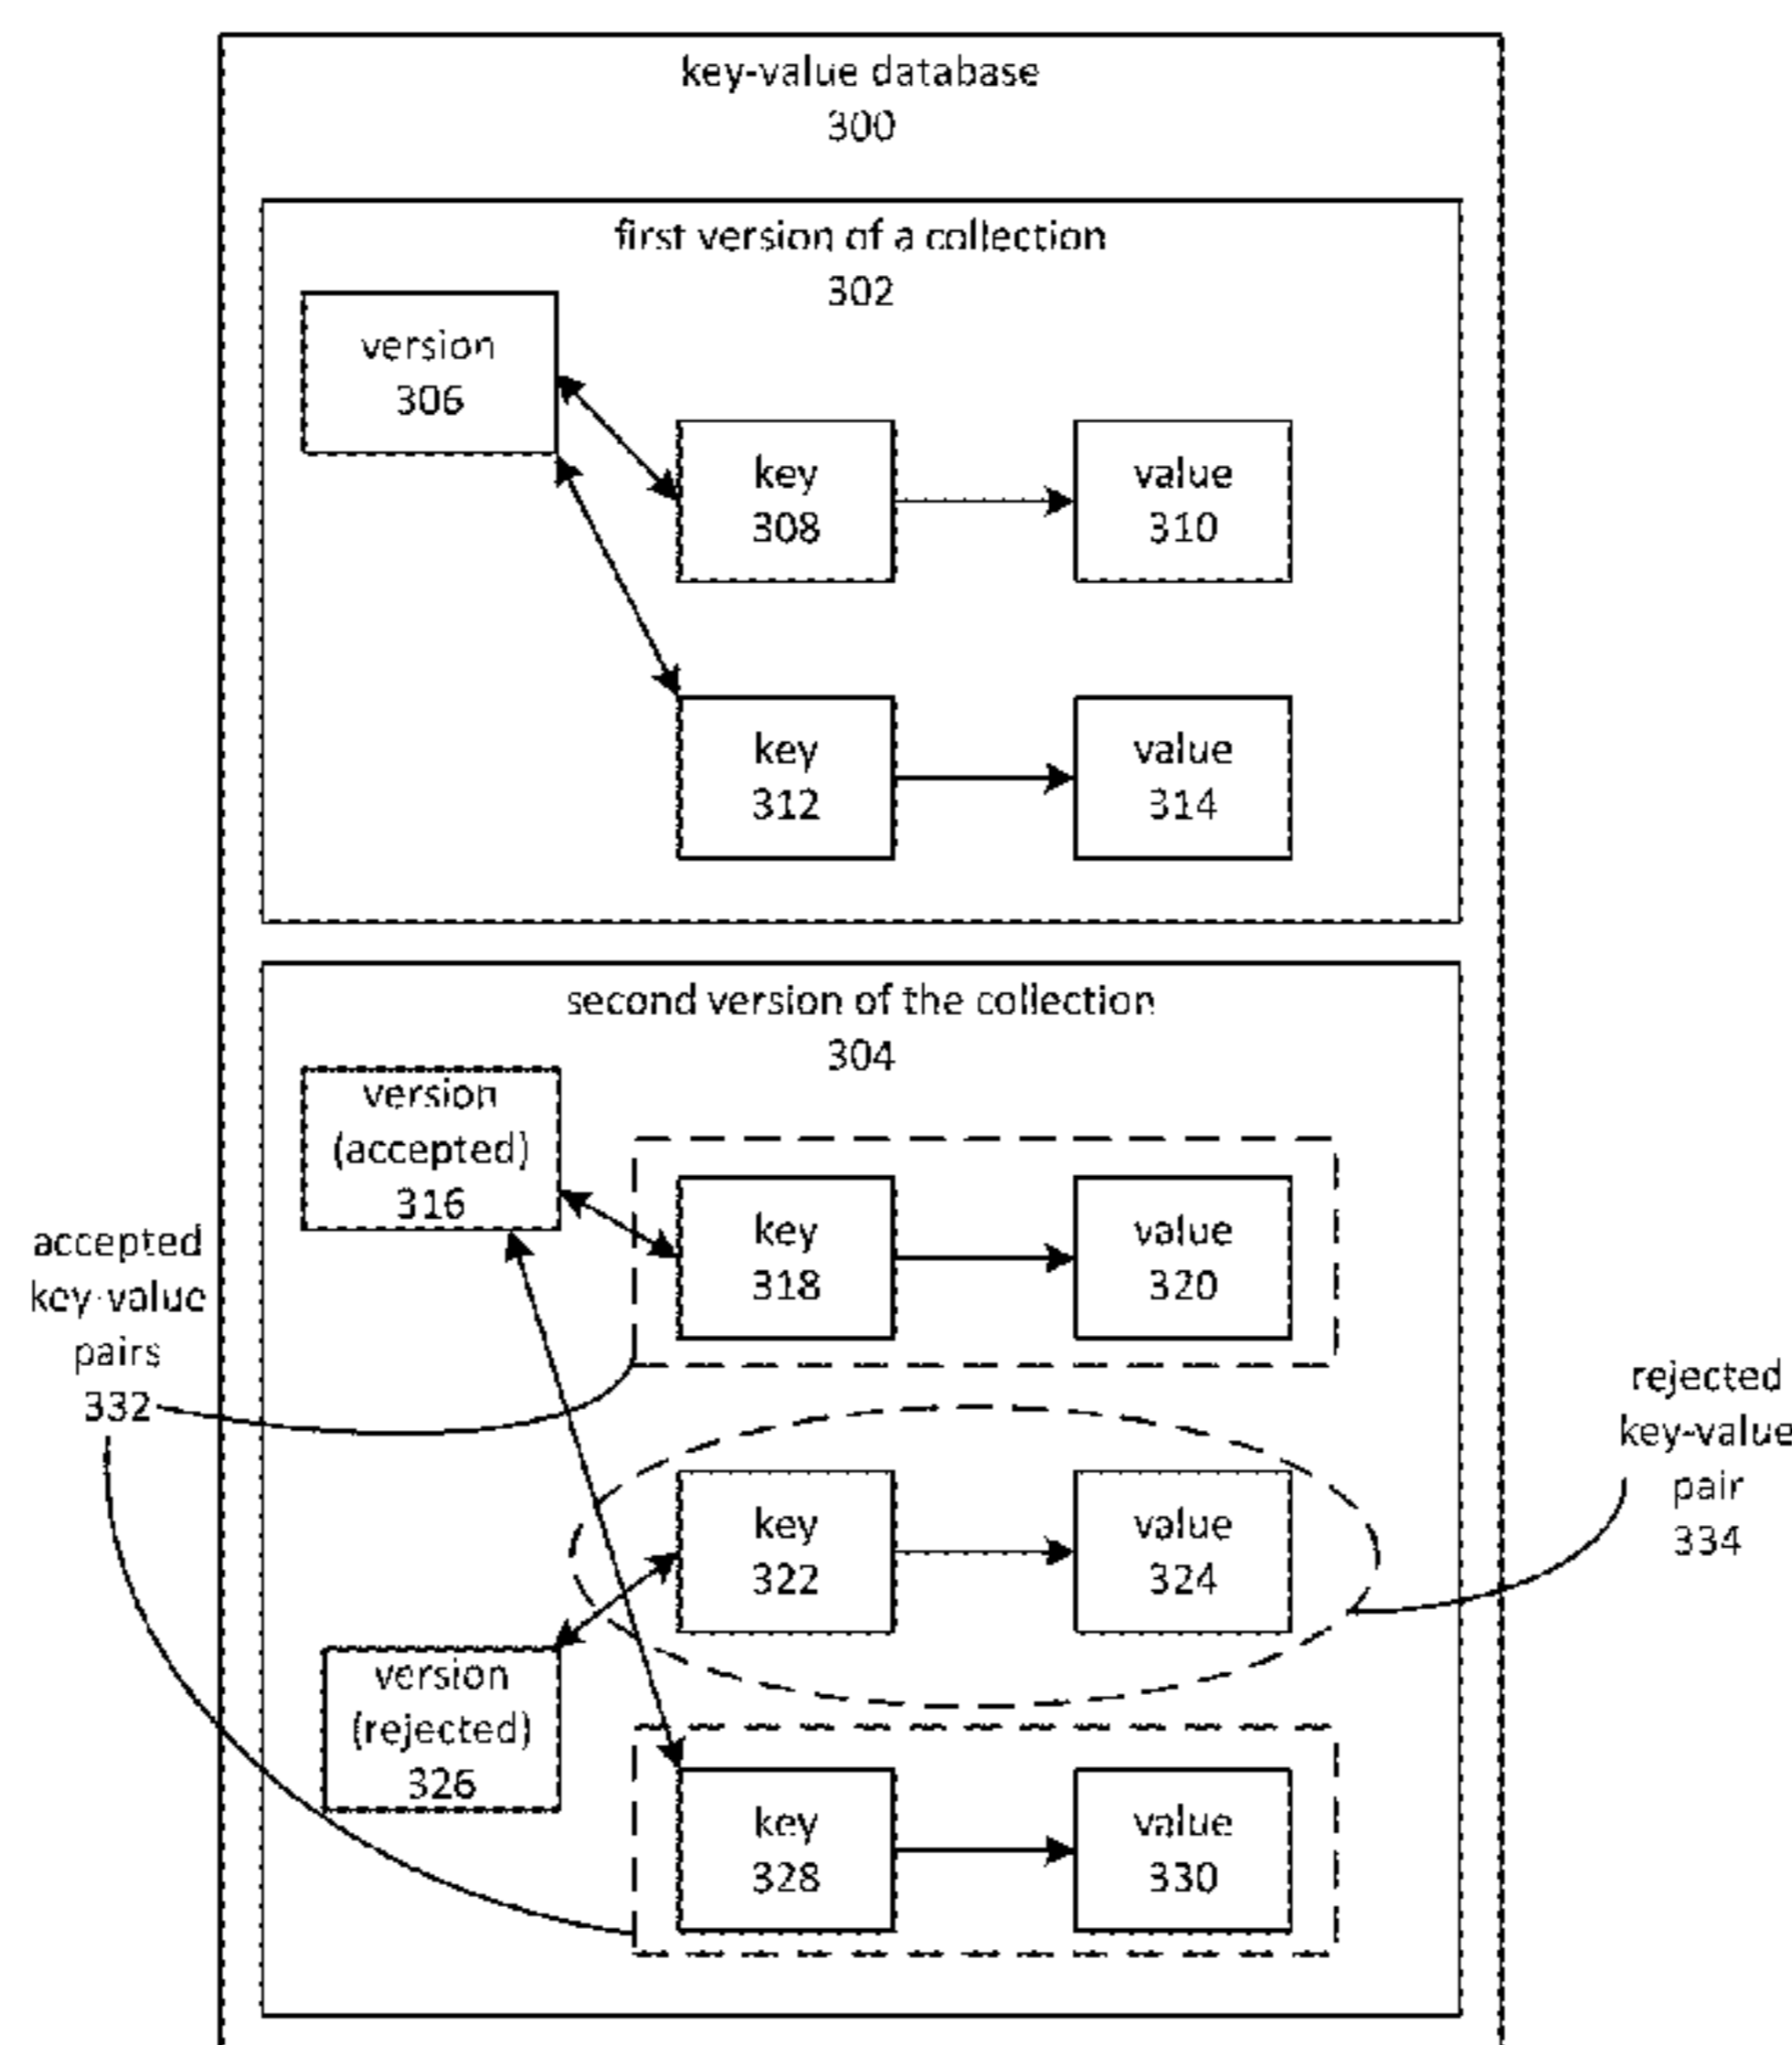 key-value database
300
first version of a collection
302
version
306
key
308
value
310
key
312
value
314
second version of the collection
304
version
(accepted)
316
key
318
value
320
accepted
key-value
pairs
332
rejected
key-value
pair
334
key
322
value
324
version
(rejected)
326
key
328
value
330